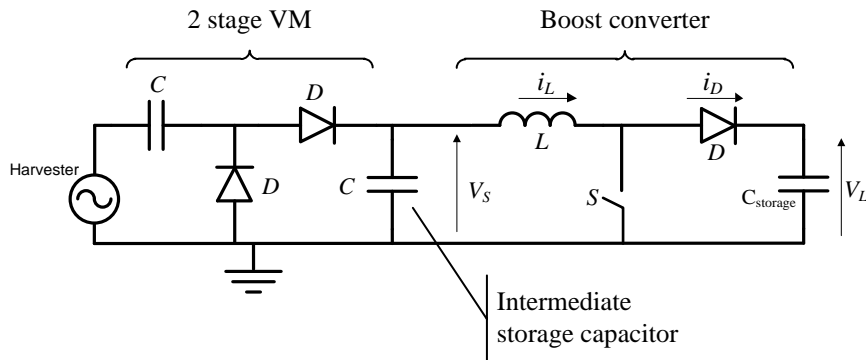 2 stage VM
Boost converter
C
D
i_L
i_D
Harvester
D
C
V_S
L
S
D
C_storage
V_L
Intermediate
storage capacitor